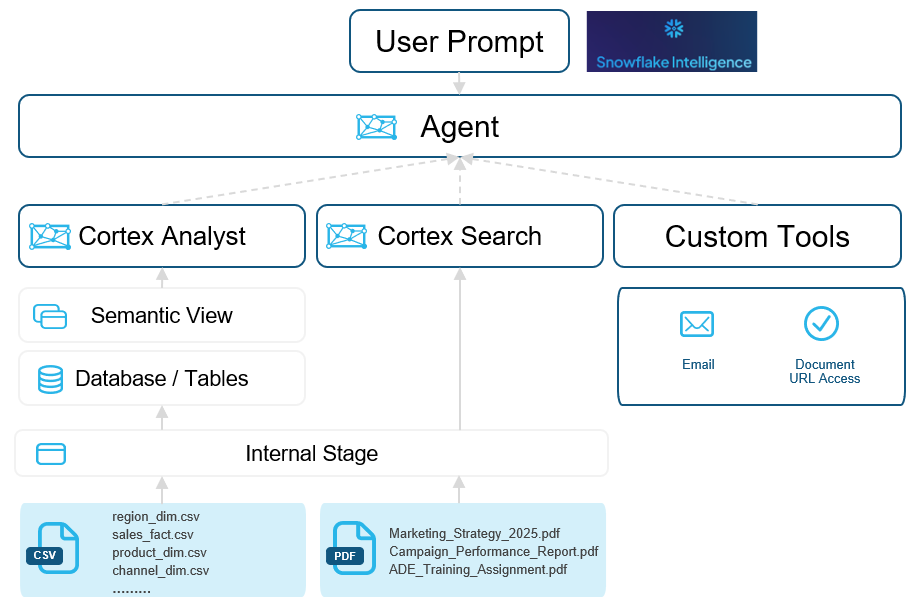 User Prompt
Snowflake Intelligence
Agent
Cortex Analyst
Cortex Search
Custom Tools
Semantic View
Database / Tables
Email
Document
URL Access
Internal Stage
CSV
region_dim.csv
sales_fact.csv
product_dim.csv
channel_dim.csv
.........
PDF
Marketing_Strategy_2025.pdf
Campaign_Performance_Report.pdf
ADE_Training_Assignment.pdf